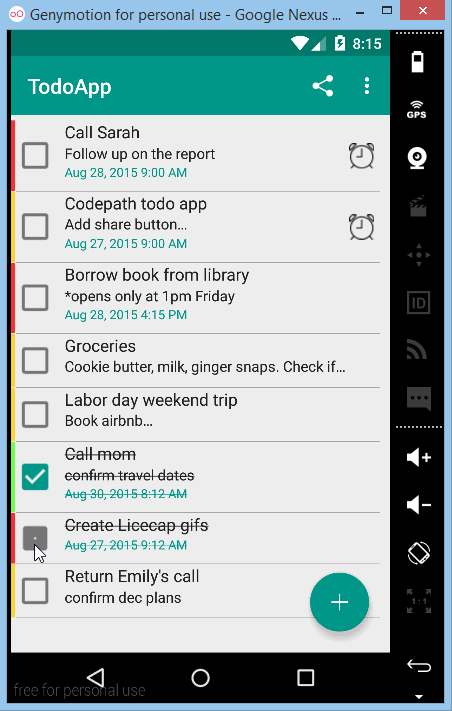 Genymotion for personal use - Google Nexus ...
8:15
TodoApp
GPS
Call Sarah
Follow up on the report
Aug 28, 2015 9:00 AM
Codepath todo app
Add share button...
Aug 27, 2015 9:00 AM
Borrow book from library
*opens only at 1pm Friday
Aug 28, 2015 4:15 PM
ID
Groceries
Cookie butter, milk, ginger snaps. Check if...
Labor day weekend trip
Book airbnb...
Call mom
confirm travel dates
Aug 30, 2015 8:12 AM
Create Licecap gifs
Aug 27, 2015 9:12 AM
Return Emily's call
confirm dec plans
1:1
free for personal use